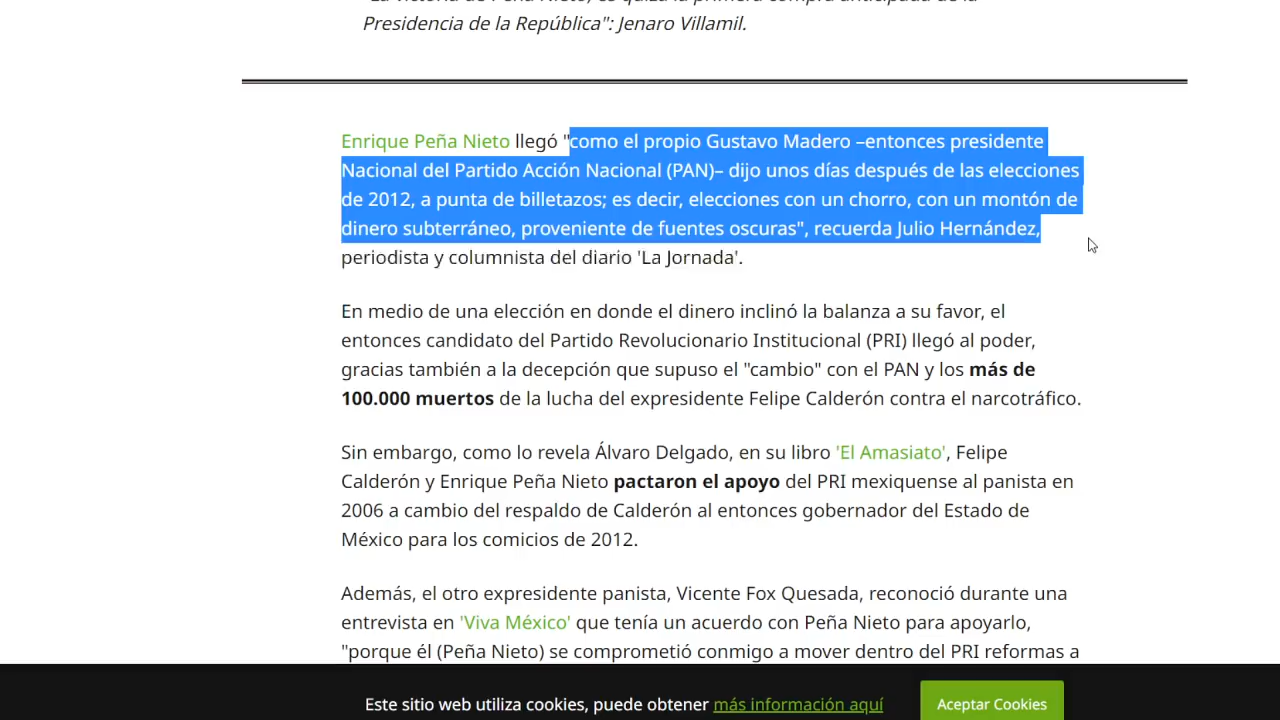 Presidencia de la República": Jenaro Villamil.
Enrique Peña Nieto llegó "como el propio Gustavo Madero –entonces presidente
Nacional del Partido Acción Nacional (PAN)– dijo unos días después de las elecciones
de 2012, a punta de billetazos; es decir, elecciones con un chorro, con un montón de
dinero subterráneo, proveniente de fuentes oscuras", recuerda Julio Hernández,
periodista y columnista del diario 'La Jornada'.
En medio de una elección en donde el dinero inclinó la balanza a su favor, el
entonces candidato del Partido Revolucionario Institucional (PRI) llegó al poder,
gracias también a la decepción que supuso el "cambio" con el PAN y los más de
100.000 muertos de la lucha del expresidente Felipe Calderón contra el narcotráfico.
Sin embargo, como lo revela Álvaro Delgado, en su libro 'El Amasiato', Felipe
Calderón y Enrique Peña Nieto pactaron el apoyo del PRI mexiquense al panista en
2006 a cambio del respaldo de Calderón al entonces gobernador del Estado de
México para los comicios de 2012.
Además, el otro expresidente panista, Vicente Fox Quesada, reconoció durante una
entrevista en 'Viva México' que tenía un acuerdo con Peña Nieto para apoyarlo,
"porque él (Peña Nieto) se comprometió conmigo a mover dentro del PRI reformas a
Este sitio web utiliza cookies, puede obtener más información aquí
Aceptar Cookies